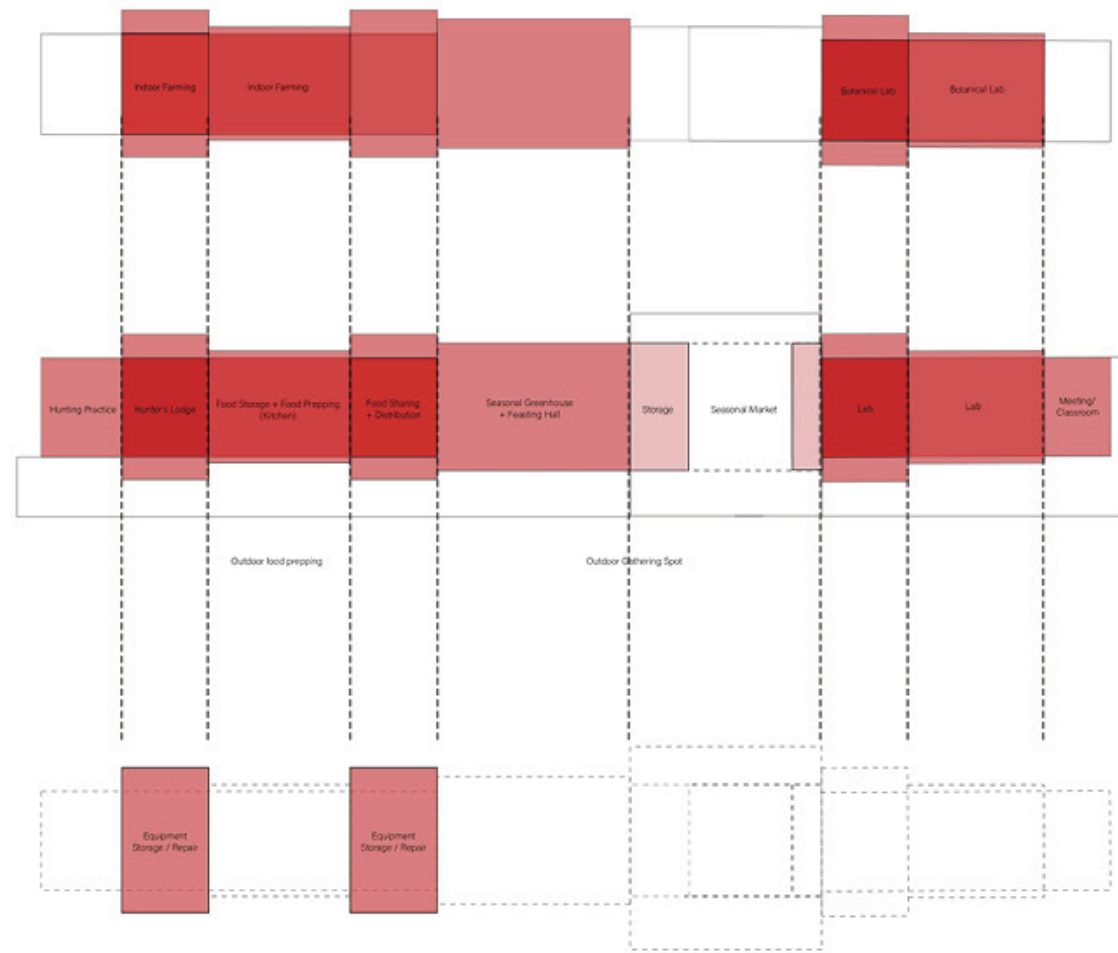 Indoor Farming
Indoor Farming
Botanical Lab
Botanical Lab
Hunting Practice
Hunter's Lodge
Food Storage + Food Prepping
(Kitchen)
Food Sharing
+ Distribution
Seasonal Greenhouse
+ Feasting Hall
Storage
Seasonal Market
Lab
Lab
Meeting/
Classroom
Outdoor food prepping
Outdoor Gathering Spot
Equipment
Storage / Repair
Equipment
Storage / Repair